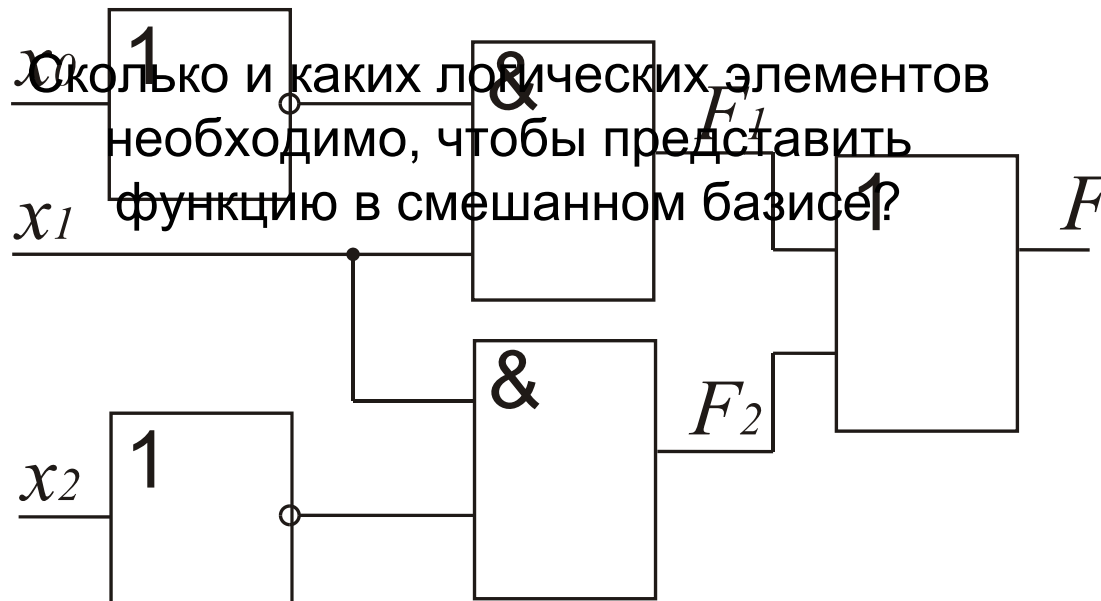 Сколько и каких логических элементов
необходимо, чтобы представить
функцию в смешанном базисе?
x0
1
&
F1
1
F
x1
&
F2
1
x2